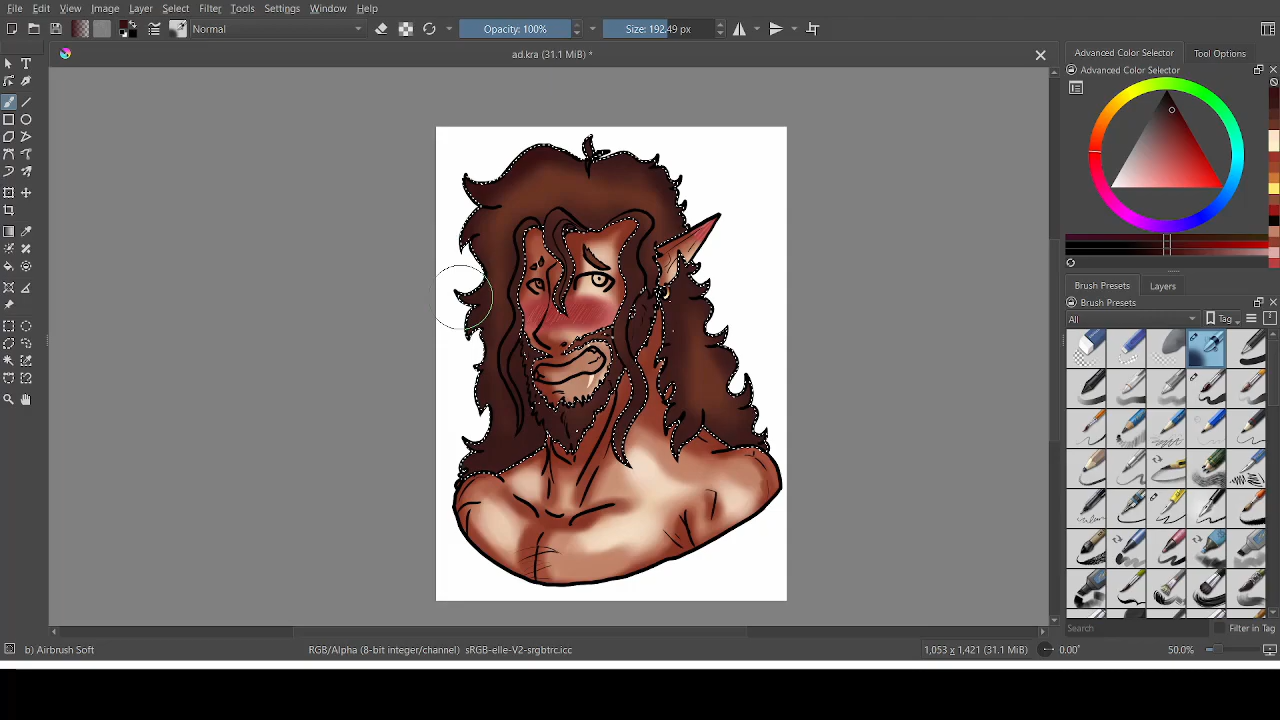 File Edit View Image Layer Select Filter Tools Settings Window Help
Normal Opacity: 100% Size: 192.49 px
ad.kra (31.1 MiB) *
Advanced Color Selector Tool Options
Advanced Color Selector
Brush Presets Layers
Brush Presets
All Tag
Search Filter in Tag
b) Airbrush Soft RGB/Alpha (8-bit integer/channel) sRGB-elle-V2-srgbtrc.icc 1,053 x 1,421 (31.1 MiB) 0.00° 50.0%